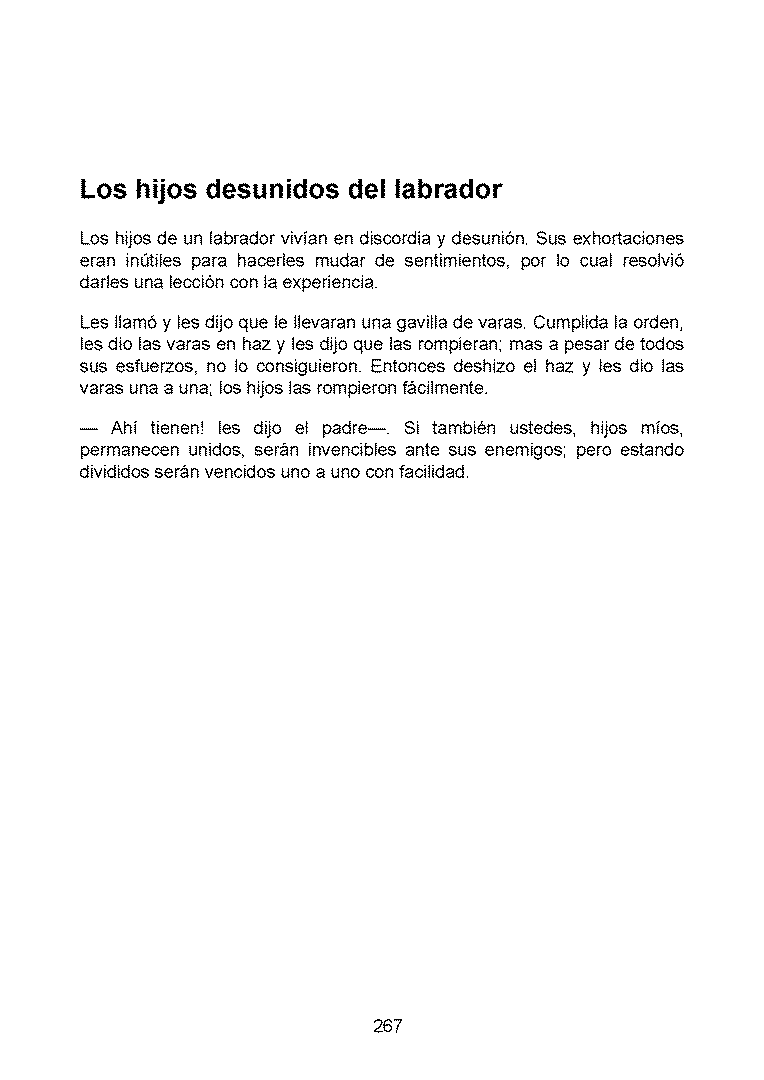 Los hijos desunidos del labrador
Los hijos de un labrador vivían en discordia y desunión. Sus exhortaciones
eran inútiles para hacerles mudar de sentimientos, por lo cual resolvió
darles una lección con la experiencia.
Les llamó y les dijo que le llevaran una gavilla de varas. Cumplida la orden,
les dio las varas en haz y les dijo que las rompieran; mas a pesar de todos
sus esfuerzos, no lo consiguieron. Entonces deshizo el haz y les dio las
varas una a una; los hijos las rompieron fácilmente.
— Ahí tienen! les dijo el padre—. Si también ustedes, hijos míos,
permanecen unidos, serán invencibles ante sus enemigos; pero estando
divididos serán vencidos uno a uno con facilidad.
267